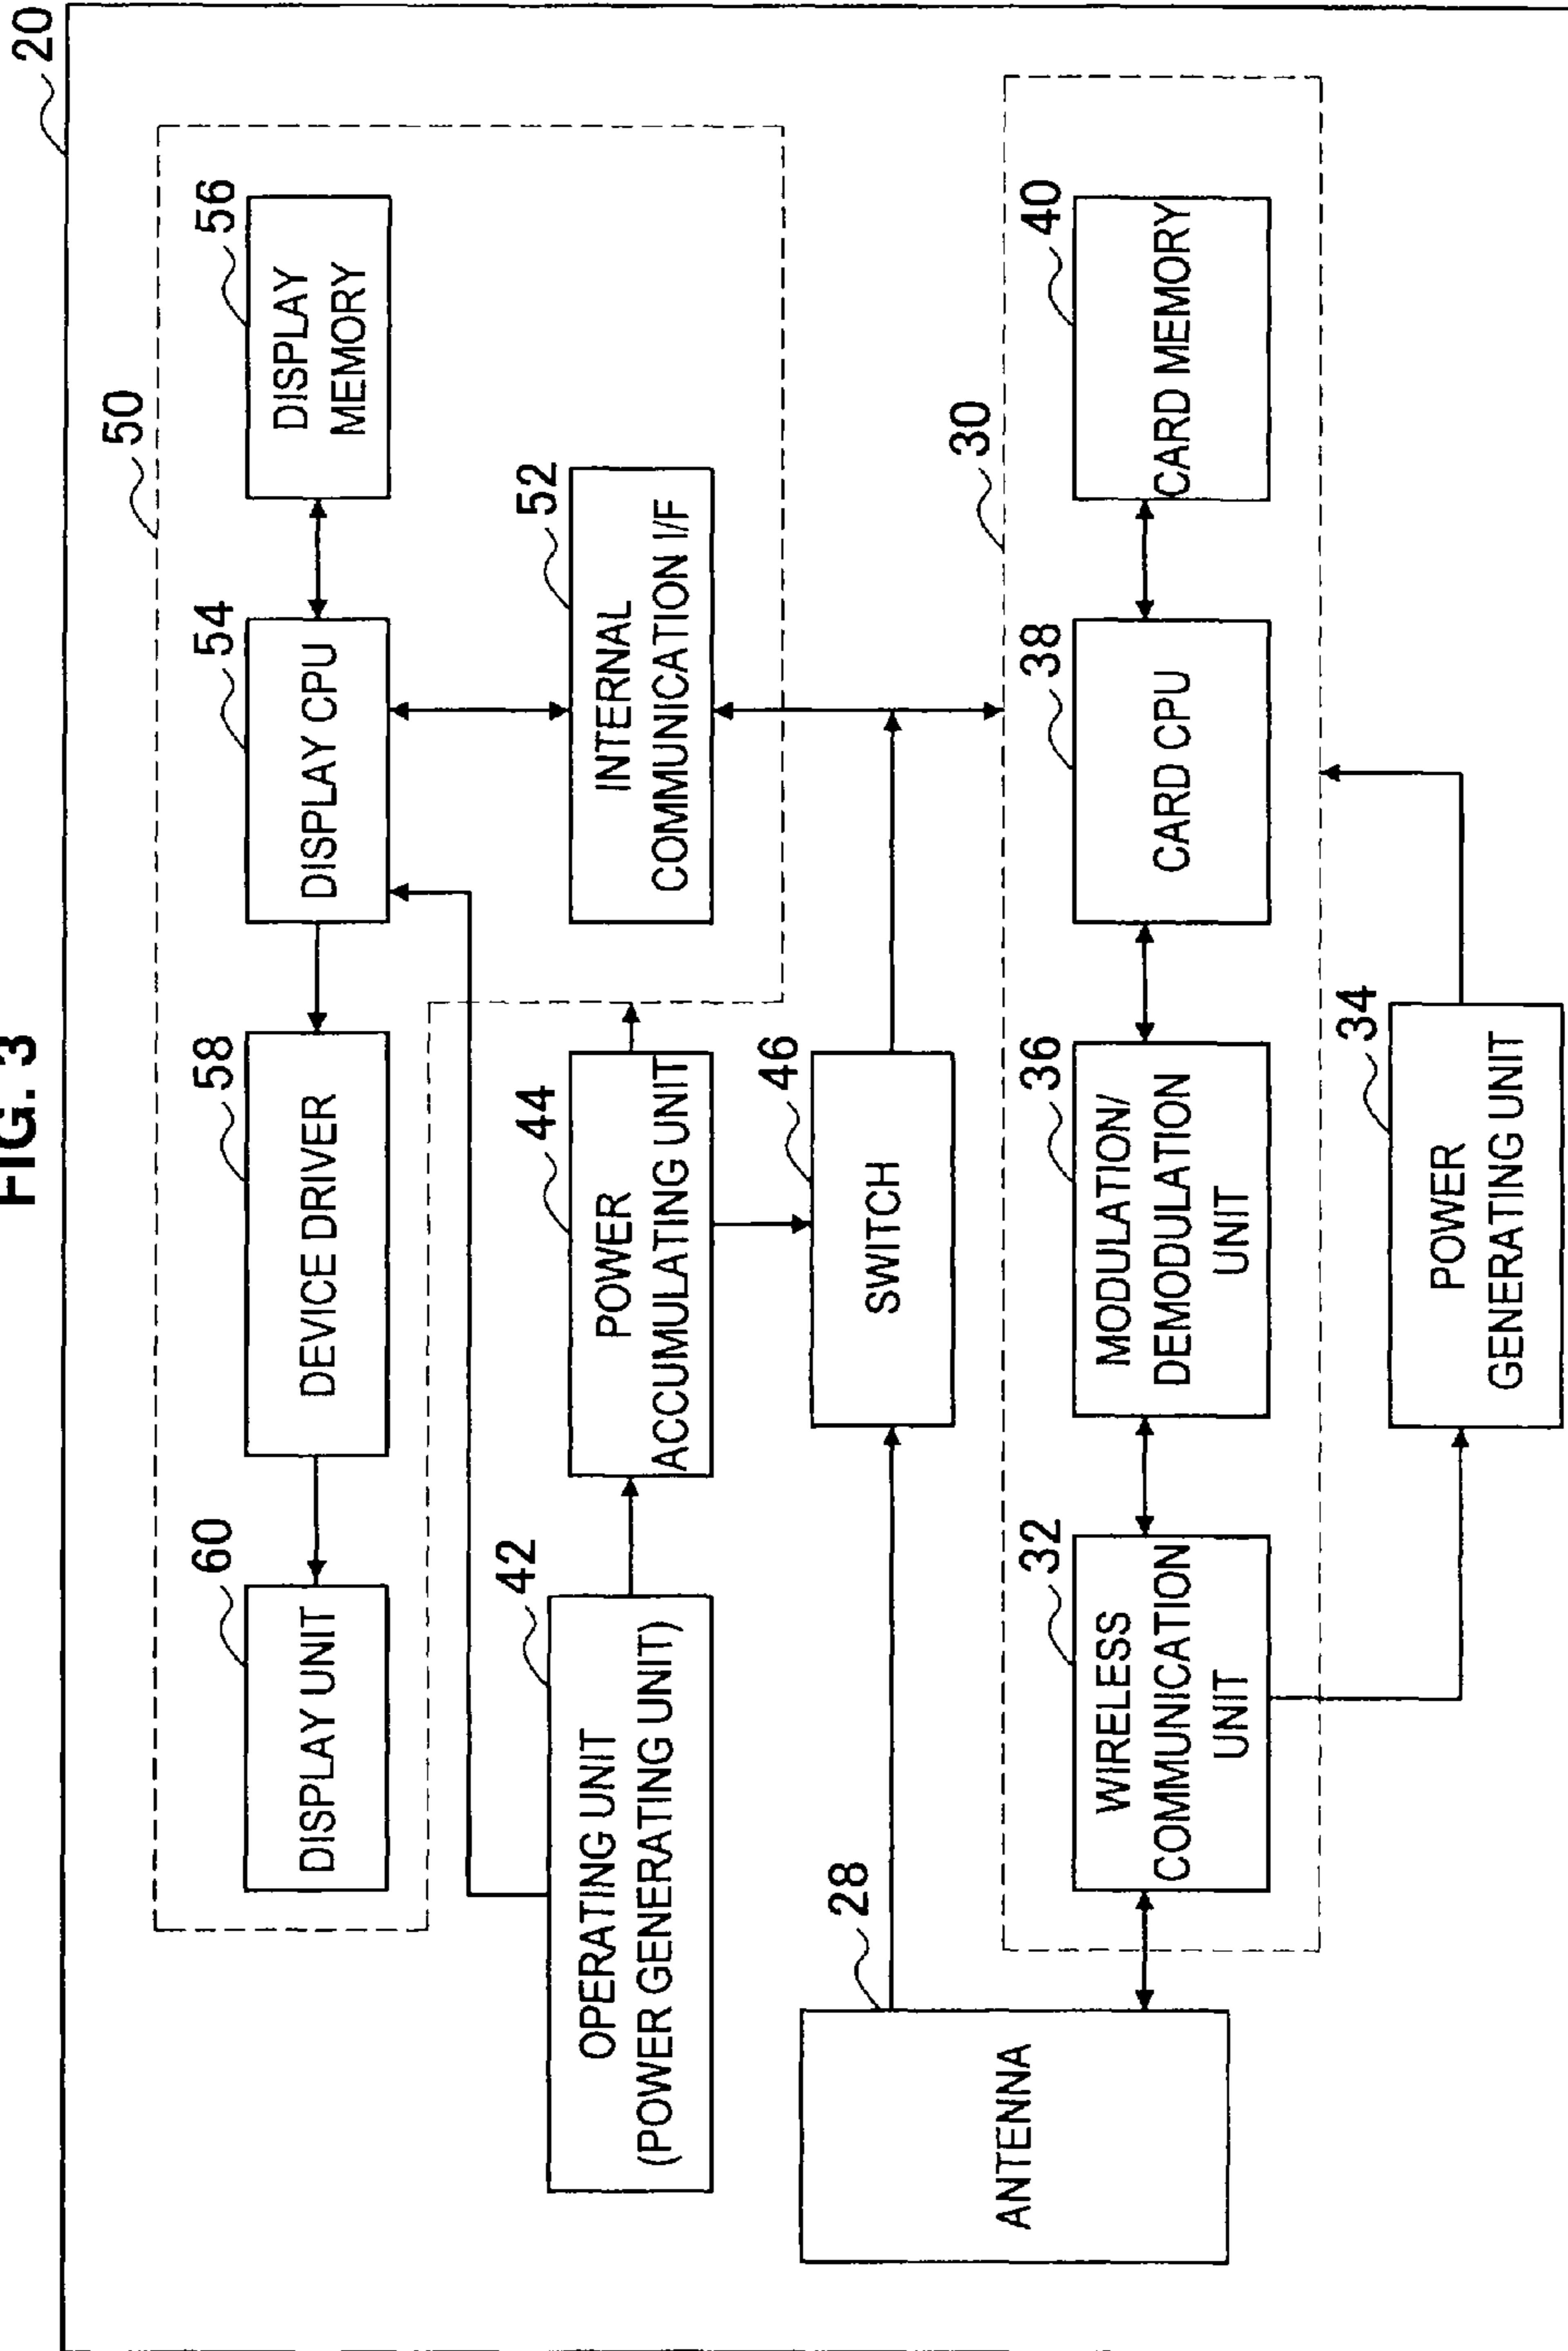 FIG. 3
20
50
60
DISPLAY UNIT
58
DEVICE DRIVER
54
DISPLAY CPU
56
DISPLAY
MEMORY
42
OPERATING UNIT
(POWER GENERATING UNIT)
44
POWER
ACCUMULATING UNIT
52
INTERNAL
COMMUNICATION I/F
46
SWITCH
28
ANTENNA
30
32
WIRELESS
COMMUNICATION
UNIT
36
MODULATION/
DEMODULATION
UNIT
38
CARD CPU
40
CARD MEMORY
34
POWER
GENERATING UNIT